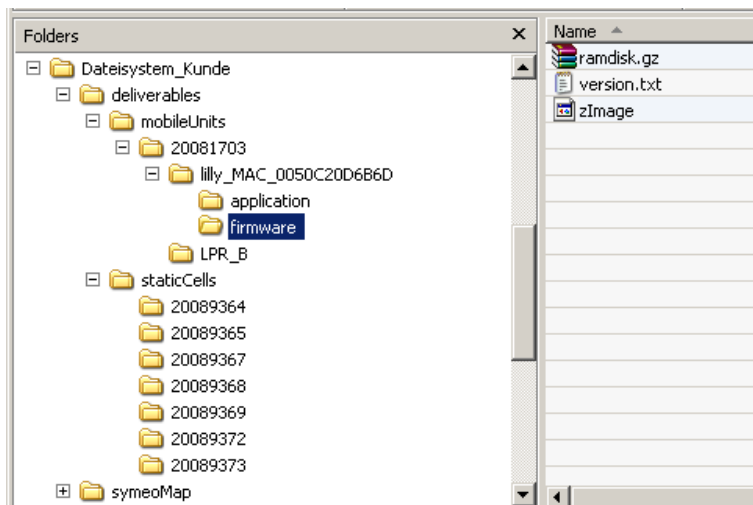 Folders
Dateisystem_Kunde
deliverables
mobileUnits
20081703
lilly_MAC_0050C20D6B6D
application
firmware
LPR_B
staticCells
20089364
20089365
20089367
20089368
20089369
20089372
20089373
symeoMap
Name
ramdisk.gz
version.txt
zImage